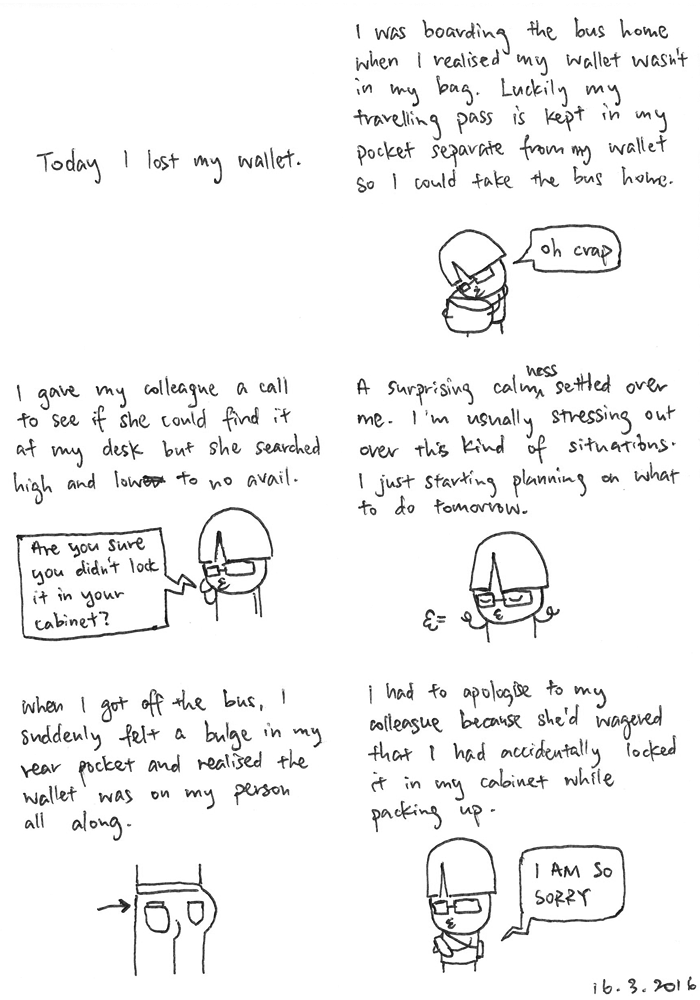 Today I lost my wallet.
I was boarding the bus home
when I realised my wallet wasn't
in my bag. Luckily my
travelling pass is kept in my
pocket separate from my wallet
so I could take the bus home.
oh crap
I gave my colleague a call
to see if she could find it
at my desk but she searched
high and low to no avail.
Are you sure
you didn't lock
it in your
cabinet?
A surprising calmness settled over
me. I'm usually stressing out
over this kind of situations.
I just starting planning on what
to do tomorrow.
when I got off the bus, I
suddenly felt a bulge in my
rear pocket and realised the
wallet was on my person
all along.
I had to apologise to my
colleague because she'd wagered
that I had accidentally locked
it in my cabinet while
packing up.
I AM SO
SORRY
16.3.2016